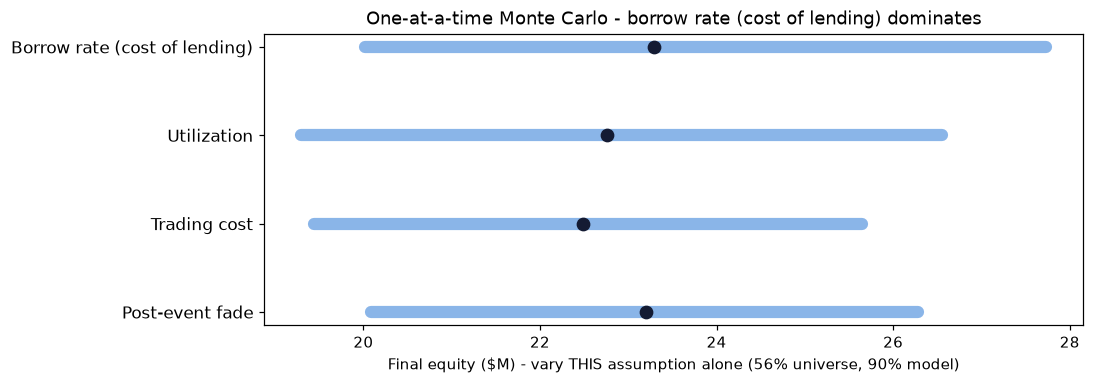 One-at-a-time Monte Carlo - borrow rate (cost of lending) dominates
Borrow rate (cost of lending)
Utilization
Trading cost
Post-event fade
20 22 24 26 28
Final equity ($M) - vary THIS assumption alone (56% universe, 90% model)